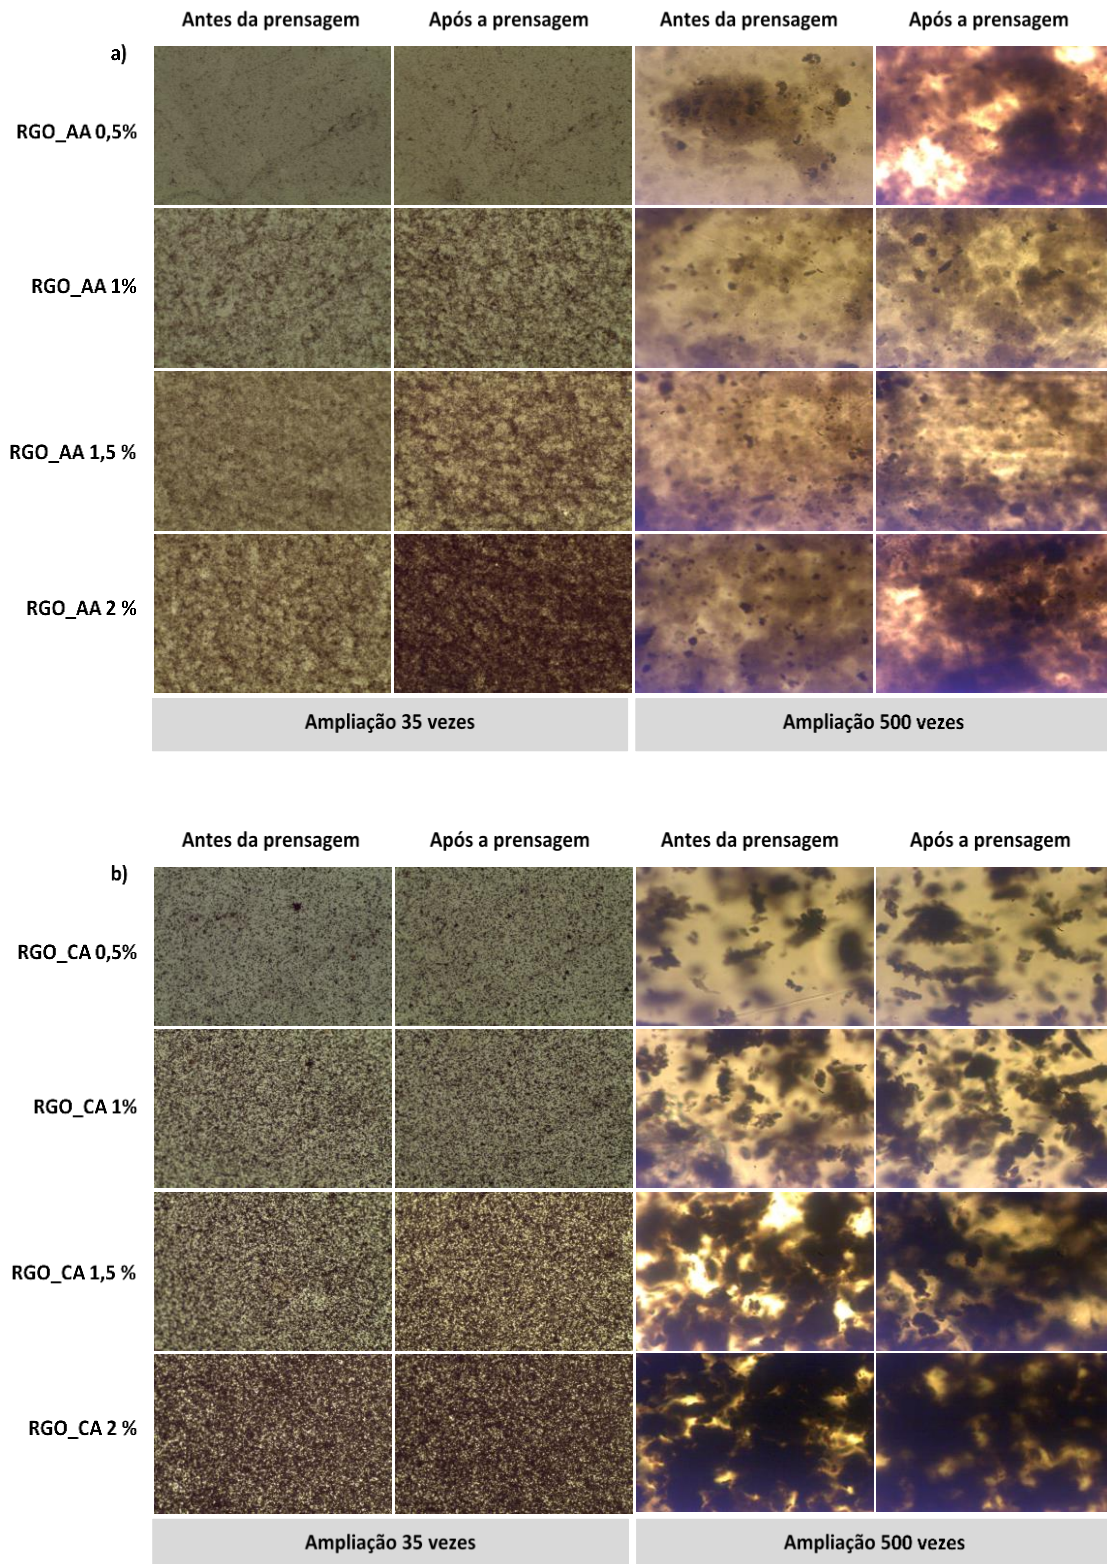 Antes da prensagem Após a prensagem Antes da prensagem Após a prensagem
a)
RGO_AA 0,5%
RGO_AA 1%
RGO_AA 1,5 %
RGO_AA 2 %
Ampliação 35 vezes Ampliação 500 vezes
Antes da prensagem Após a prensagem Antes da prensagem Após a prensagem
b)
RGO_CA 0,5%
RGO_CA 1%
RGO_CA 1,5 %
RGO_CA 2 %
Ampliação 35 vezes Ampliação 500 vezes